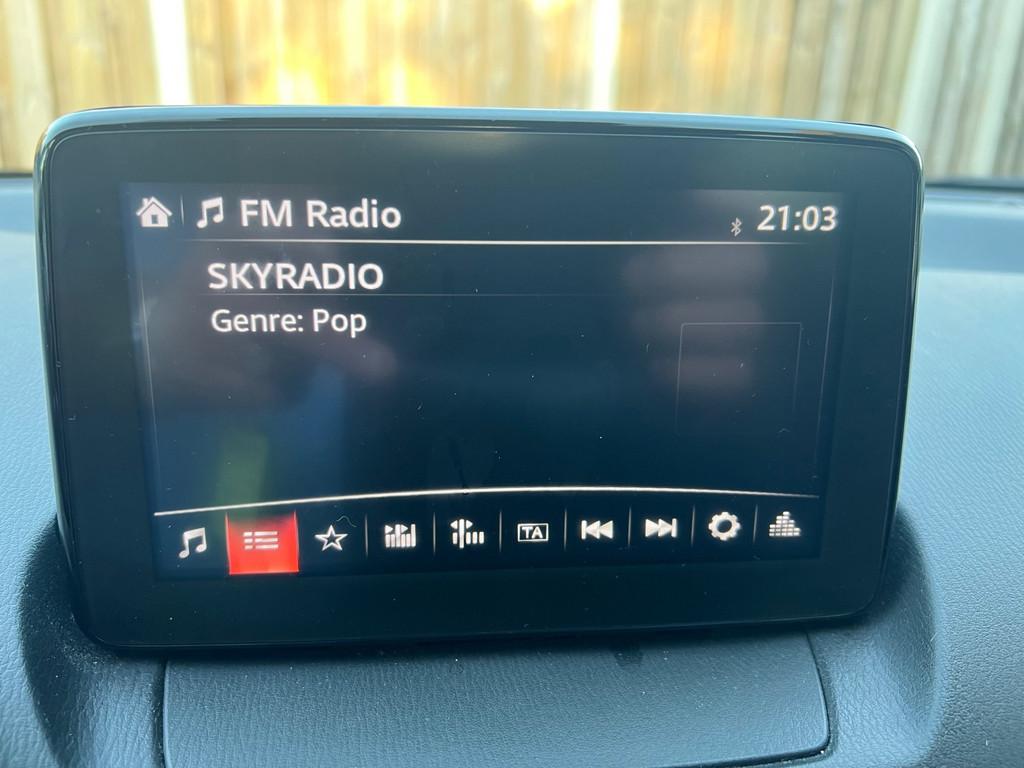 FM Radio
21:03
SKYRADIO
Genre: Pop
TA